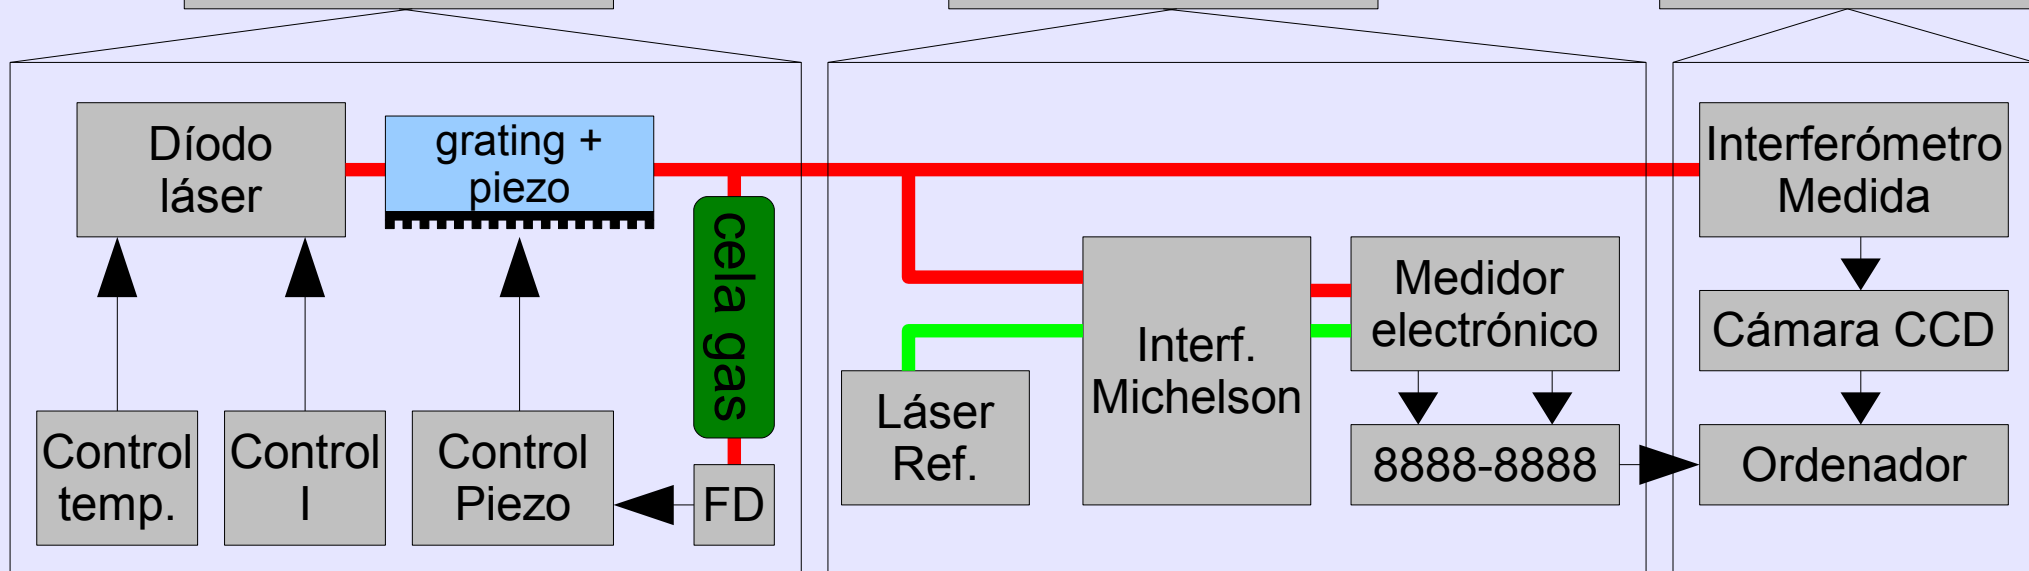 Díodo
láser
grating +
piezo
cela gas
Control
temp.
Control
I
Control
Piezo
FD
Láser
Ref.
Interf.
Michelson
Medidor
electrónico
8888-8888
Interferómetro
Medida
Cámara CCD
Ordenador